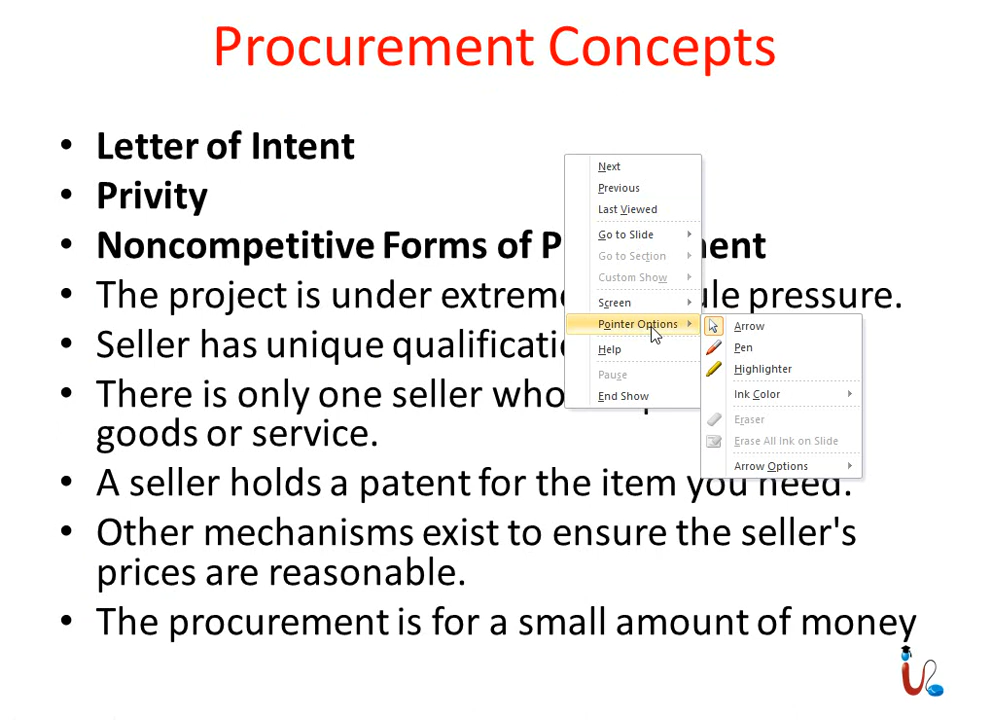 Procurement Concepts
• Letter of Intent
• Privity
• Noncompetitive Forms of P ment
• The project is under extreme ule pressure.
• Seller has unique qualificati
• There is only one seller who
goods or service.
• A seller holds a patent for the item you need.
• Other mechanisms exist to ensure the seller's
prices are reasonable.
• The procurement is for a small amount of money
Next
Previous
Last Viewed
Go to Slide
Go to Section
Custom Show
Screen
Pointer Options
Help
Pause
End Show
Arrow
Pen
Highlighter
Ink Color
Eraser
Erase All Ink on Slide
Arrow Options